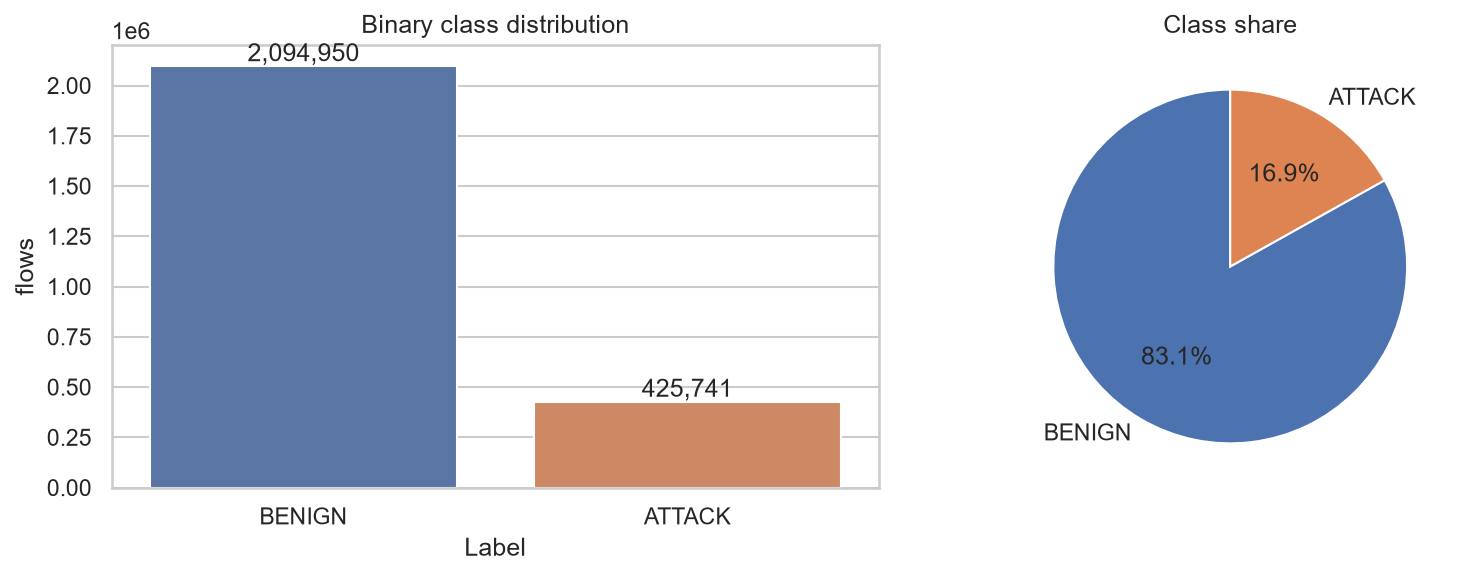 Binary class distribution
1e6
2,094,950
2.00
1.75
1.50
1.25
1.00
0.75
0.50
0.25
0.00
flows
425,741
BENIGN
ATTACK
Label
Class share
ATTACK
16.9%
83.1%
BENIGN